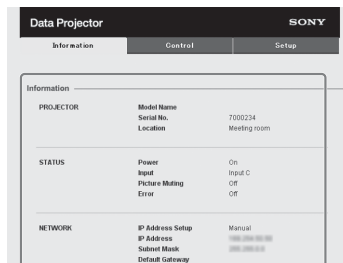 Data Projector SONY
Information Control Setup
Information
PROJECTOR Model Name
Serial No. 7000234
Location Meeting room
STATUS Power On
Input Input C
Picture Muting Off
Error Off
NETWORK IP Address Setup Manual
IP Address
Subnet Mask
Default Gateway